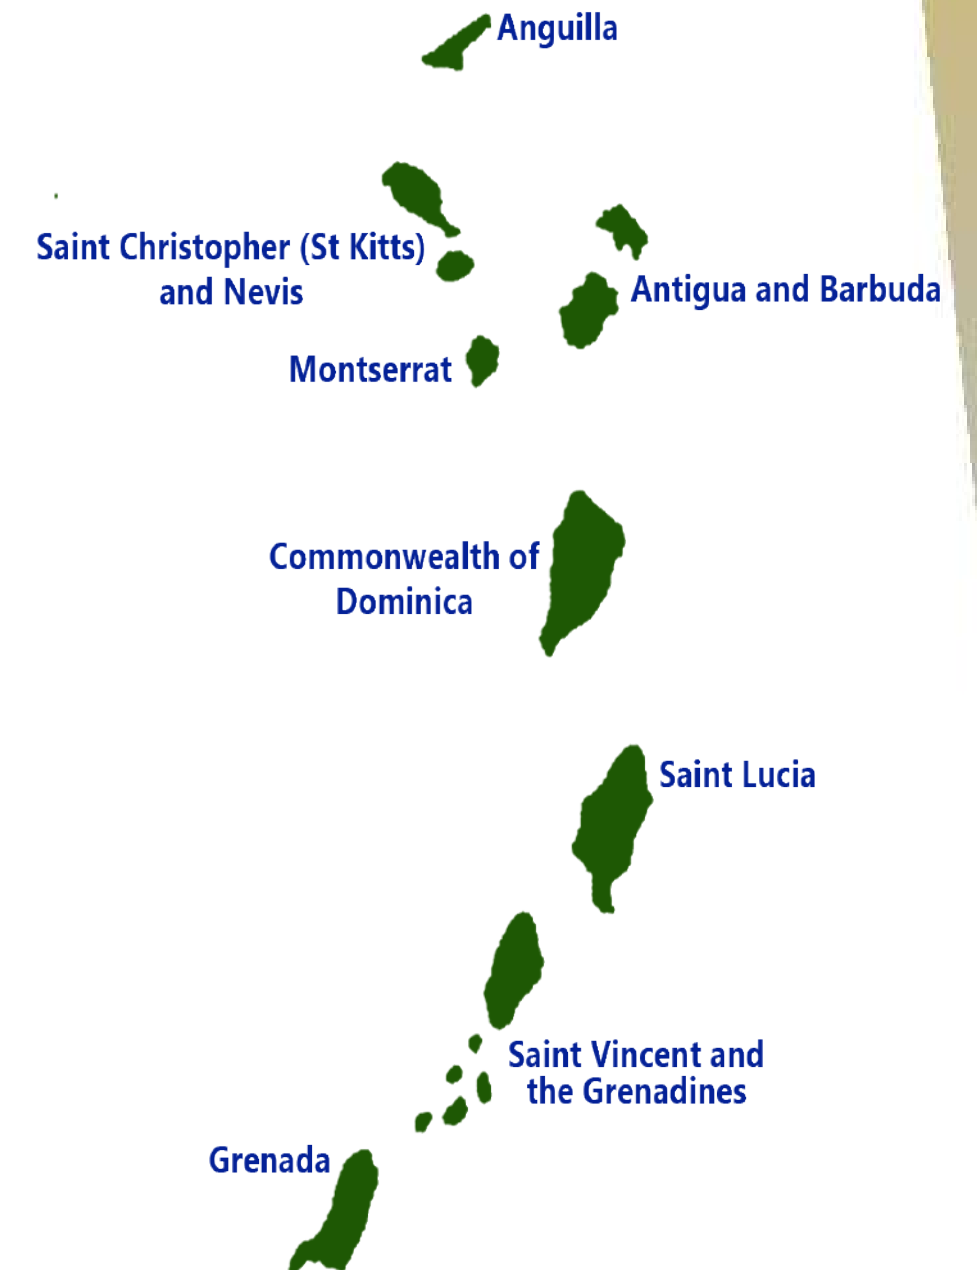 Anguilla
Saint Christopher (St Kitts)
and Nevis
Antigua and Barbuda
Montserrat
Commonwealth of
Dominica
Saint Lucia
Saint Vincent and
the Grenadines
Grenada